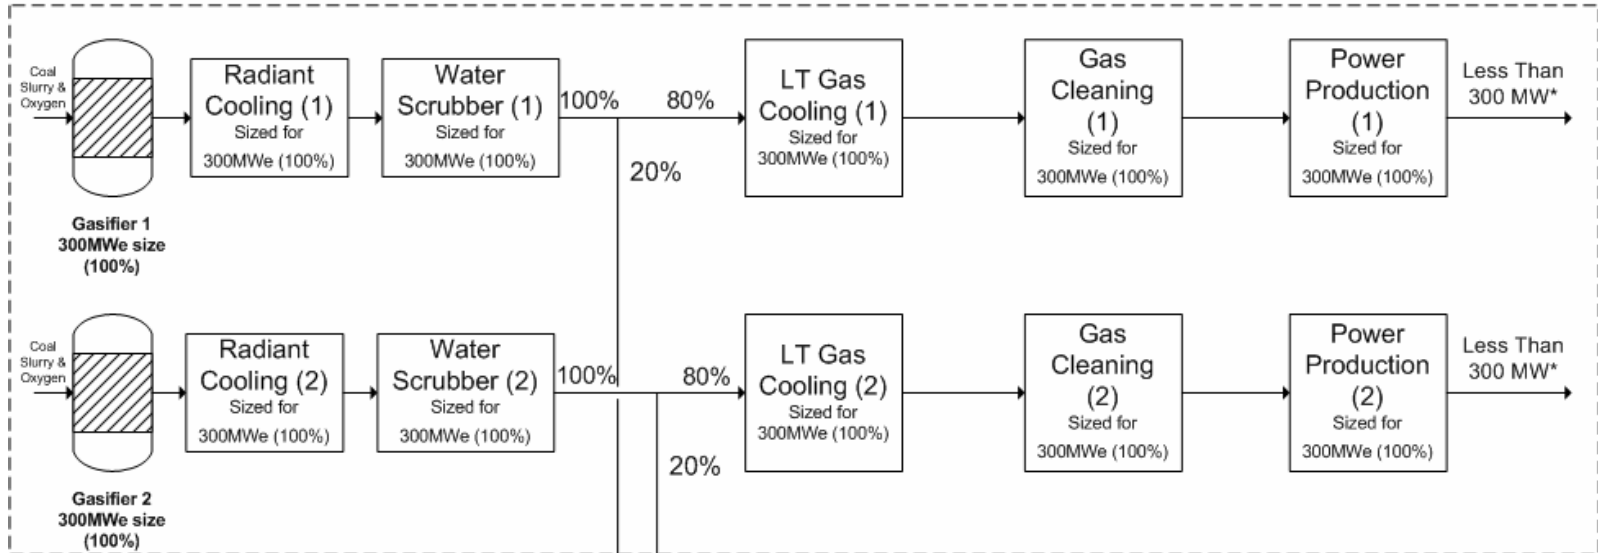 Coal
Slurry &
Oxygen
Gasifier 1
300MWe size
(100%)
Radiant
Cooling (1)
Sized for
300MWe (100%)
Water
Scrubber (1)
Sized for
300MWe (100%)
100%
80%
20%
LT Gas
Cooling (1)
Sized for
300MWe (100%)
Gas
Cleaning
(1)
Sized for
300MWe (100%)
Power
Production
(1)
Sized for
300MWe (100%)
Less Than
300 MW*
Coal
Slurry &
Oxygen
Gasifier 2
300MWe size
(100%)
Radiant
Cooling (2)
Sized for
300MWe (100%)
Water
Scrubber (2)
Sized for
300MWe (100%)
100%
80%
20%
LT Gas
Cooling (2)
Sized for
300MWe (100%)
Gas
Cleaning
(2)
Sized for
300MWe (100%)
Power
Production
(2)
Sized for
300MWe (100%)
Less Than
300 MW*